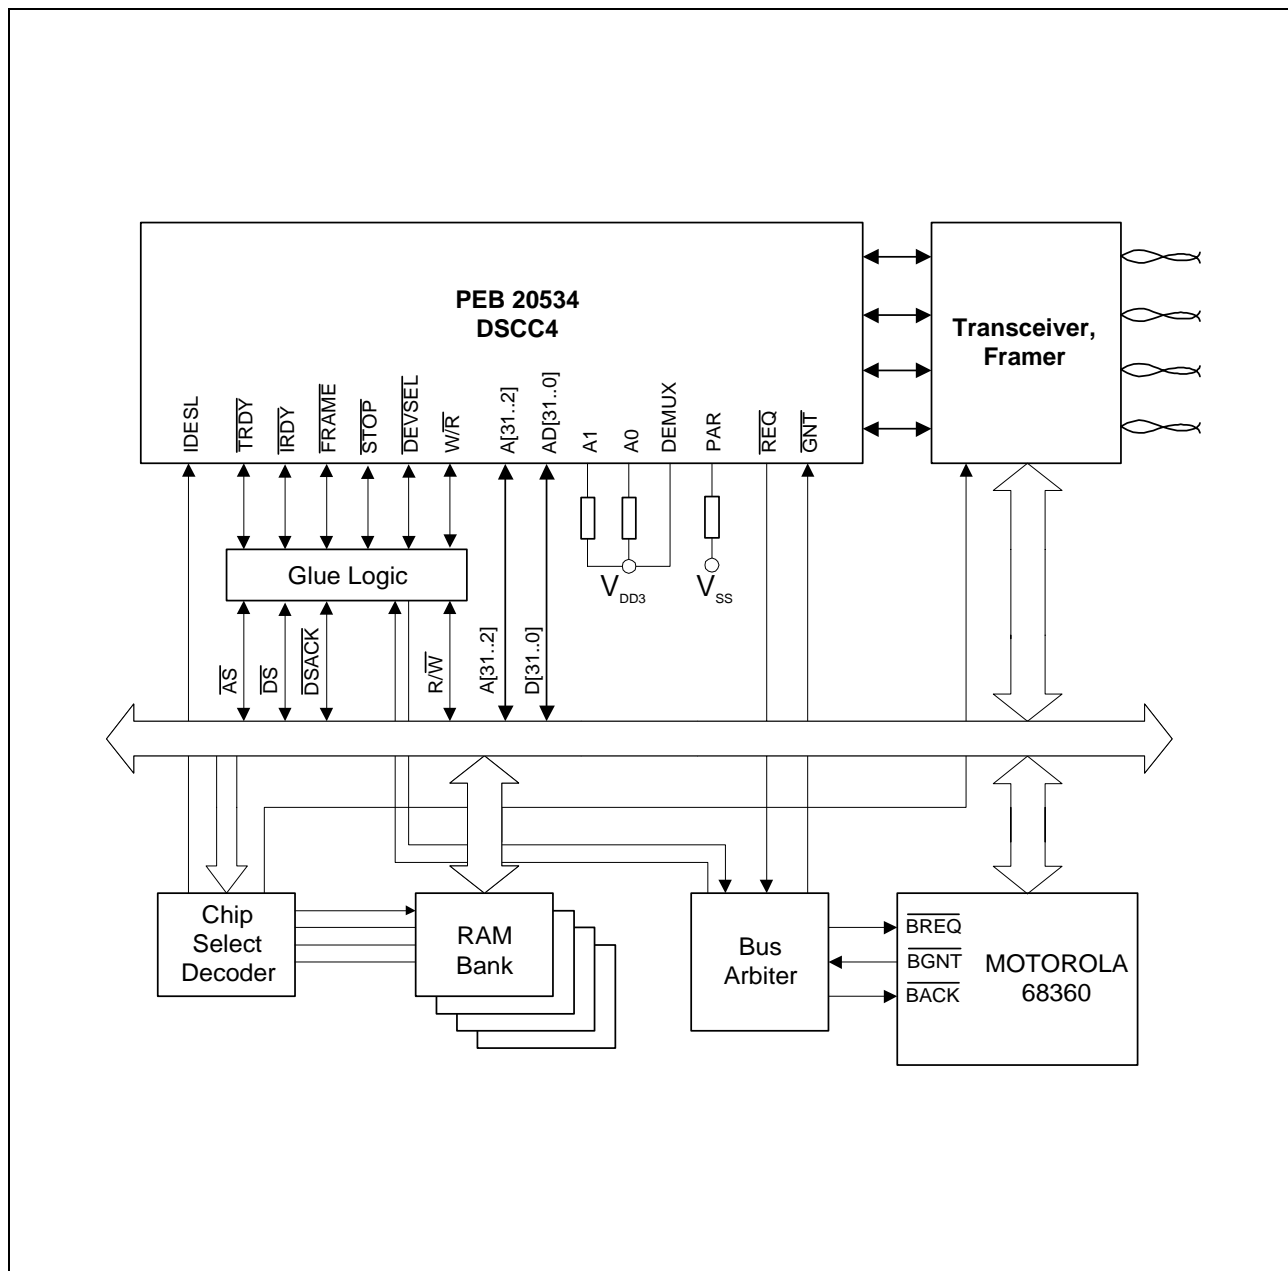 PEB 20534
DSCC4
Transceiver,
Framer
IDESL
TRDY
IRDY
FRAME
STOP
DEVSEL
W/R
A[31..2]
AD[31..0]
A1
A0
DEMUX
PAR
REQ
GNT
Glue Logic
VDD3
VSS
AS
DS
DSACK
R/W
A[31..2]
D[31..0]
Chip
Select
Decoder
RAM
Bank
Bus
Arbiter
BREQ
BGNT
BACK
MOTOROLA
68360